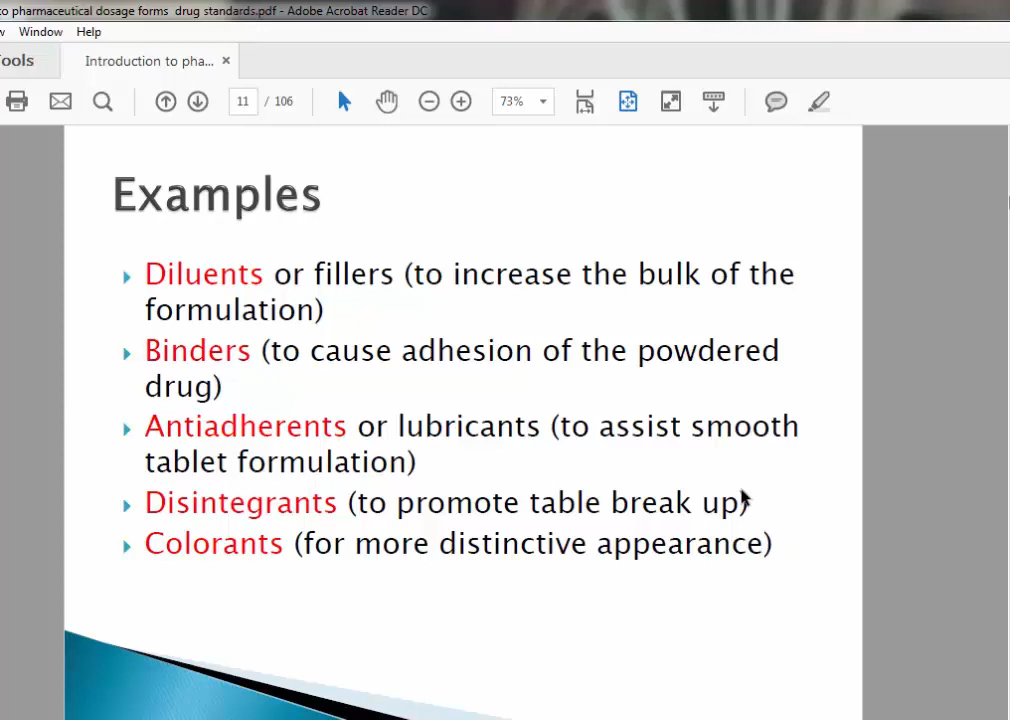 to pharmaceutical dosage forms drug standards.pdf - Adobe Acrobat Reader DC
w Window Help
ools Introduction to pha... ×
11 / 106 73%
Examples
Diluents or fillers (to increase the bulk of the
formulation)
Binders (to cause adhesion of the powdered
drug)
Antiadherents or lubricants (to assist smooth
tablet formulation)
Disintegrants (to promote table break up)
Colorants (for more distinctive appearance)